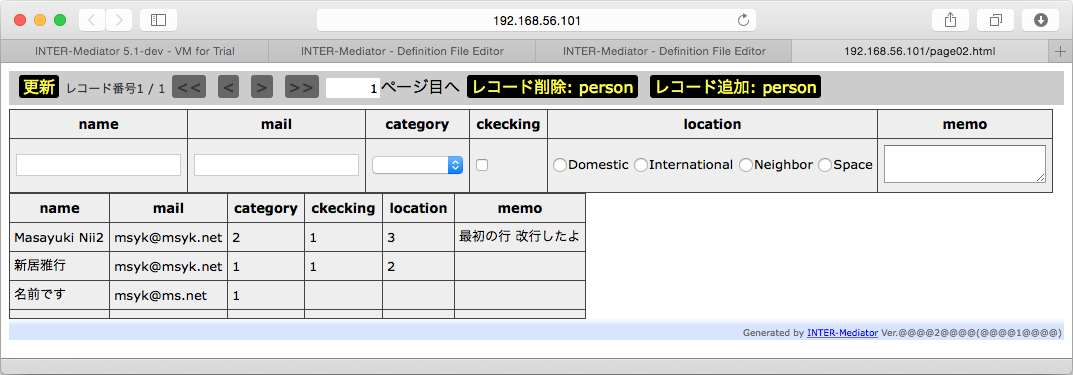 192.168.56.101
INTER-Mediator 5.1-dev - VM for Trial
INTER-Mediator - Definition File Editor
INTER-Mediator - Definition File Editor
192.168.56.101/page02.html
更新 レコード番号1 / 1 << < > >> 1 ページ目へ レコード削除: person レコード追加: person
name mail category ckecking location memo
Domestic International Neighbor Space
name mail category ckecking location memo
Masayuki Nii2 msyk@msyk.net 2 1 3 最初の行 改行したよ
新居雅行 msyk@msyk.net 1 1 2
名前です msyk@ms.net 1
Generated by INTER-Mediator Ver.@@@@2@@@@(@@@@1@@@@)